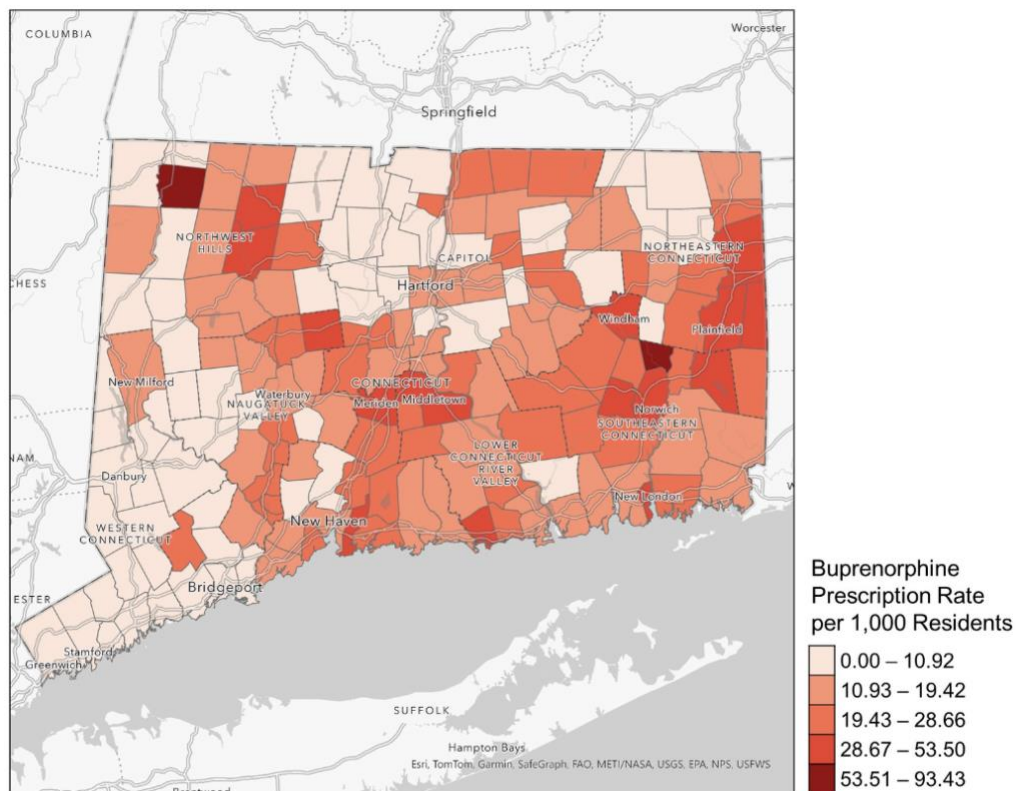 COLUMBIA
Worcester
Springfield
NORTHWEST
HILLS
CAPITOL
NORTHEASTERN
CONNECTICUT
CHESS
Hartford
Windham
Plainfield
New Milford
Waterbury
NAUGATUCK
VALLEY
CONNECTICUT
Meriden
Middletown
Norwich
SOUTHEASTERN
CONNECTICUT
LOWER
CONNECTICUT
RIVER
VALLEY
NAM
Danbury
WESTERN
CONNECTICUT
New Haven
New London
W
Bridgeport
ESTER
Stamford
Greenwich
SUFFOLK
Hampton Bays
Esri, TomTom, Garmin, SafeGraph, FAO, METI/NASA, USGS, EPA, NPS, USFWS
Buprenorphine
Prescription Rate
per 1,000 Residents
0.00 – 10.92
10.93 – 19.42
19.43 – 28.66
28.67 – 53.50
53.51 – 93.43